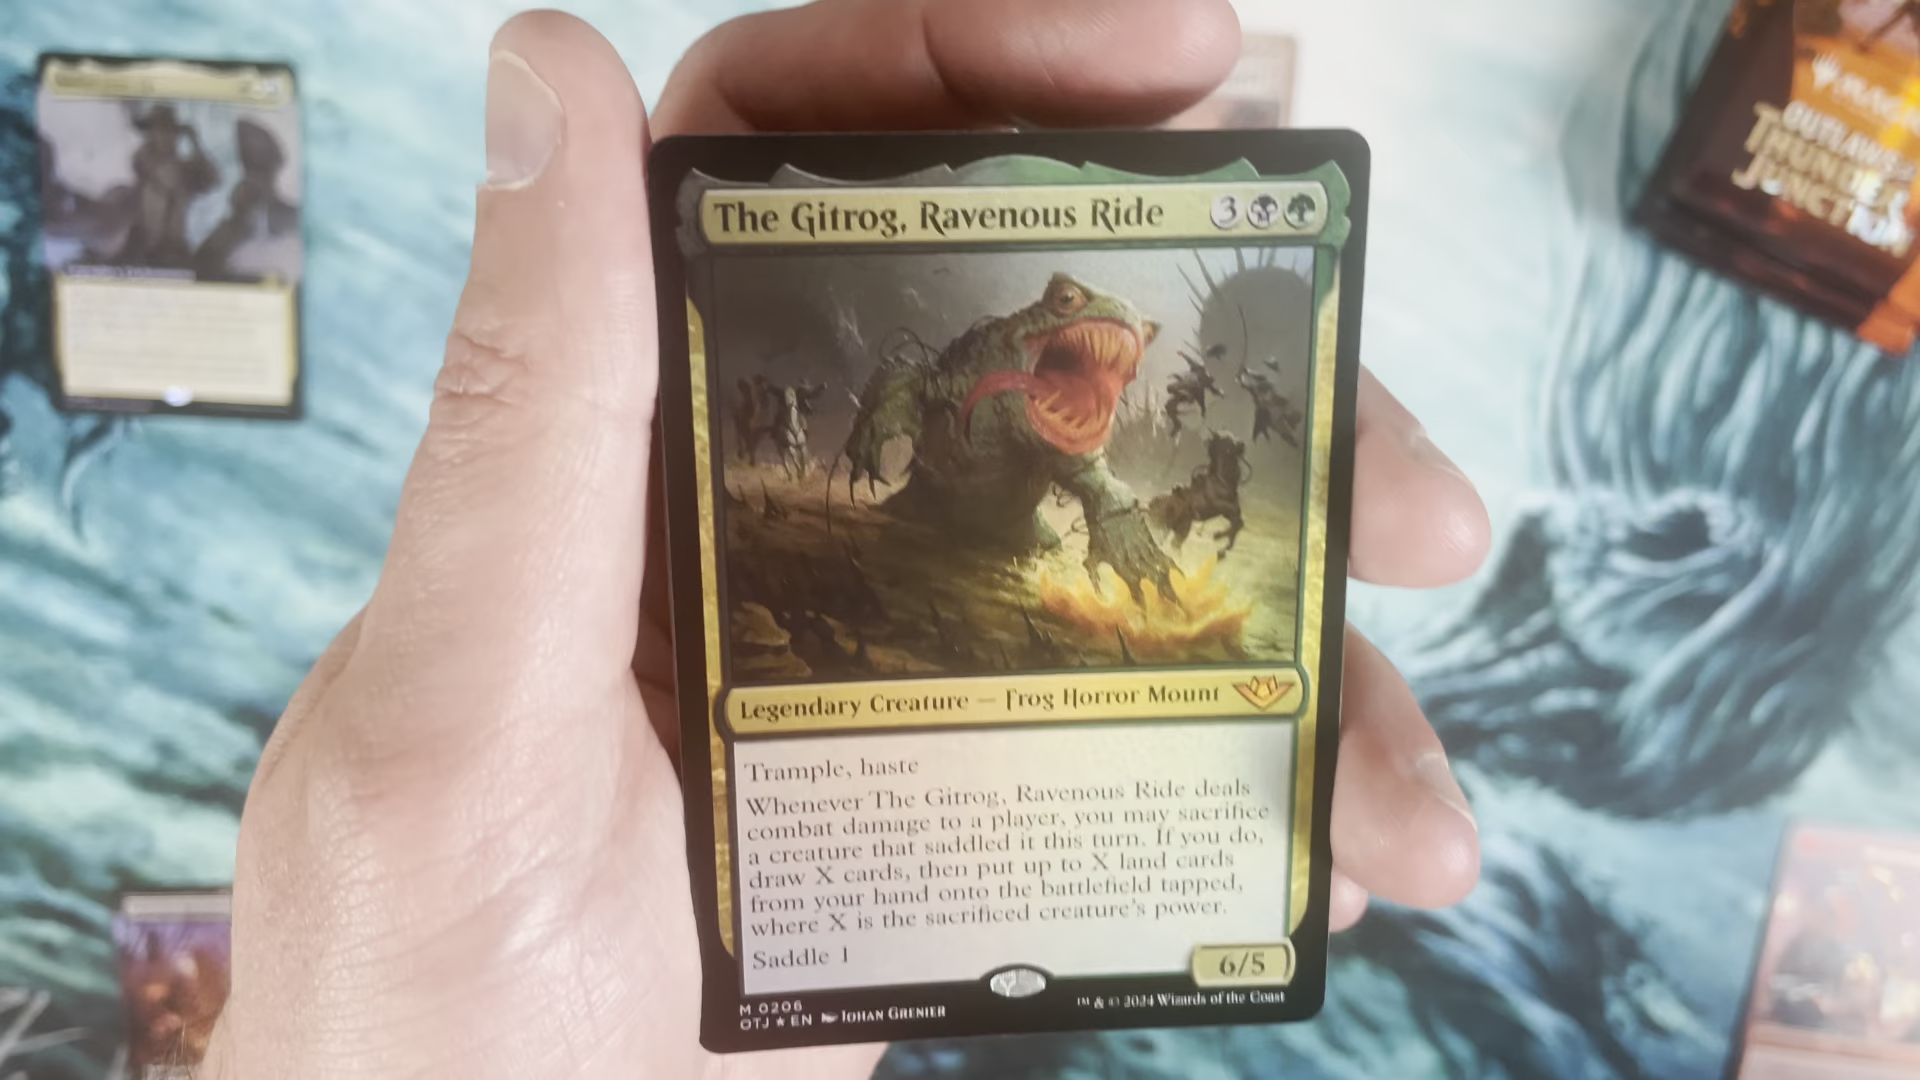 The Gitrog, Ravenous Ride 3
OUTLAWS OF
THUNDER
JUNCTION
Legendary Creature — Frog Horror Mount
Trample, haste
Whenever The Gitrog, Ravenous Ride deals
combat damage to a player, you may sacrifice
a creature that saddled it this turn. If you do,
draw X cards, then put up to X land cards
from your hand onto the battlefield tapped,
where X is the sacrificed creature's power.
Saddle 1
6/5
M 0206
OTJ ★ EN JOHAN GRENIER
™ & © 2024 Wizards of the Coast